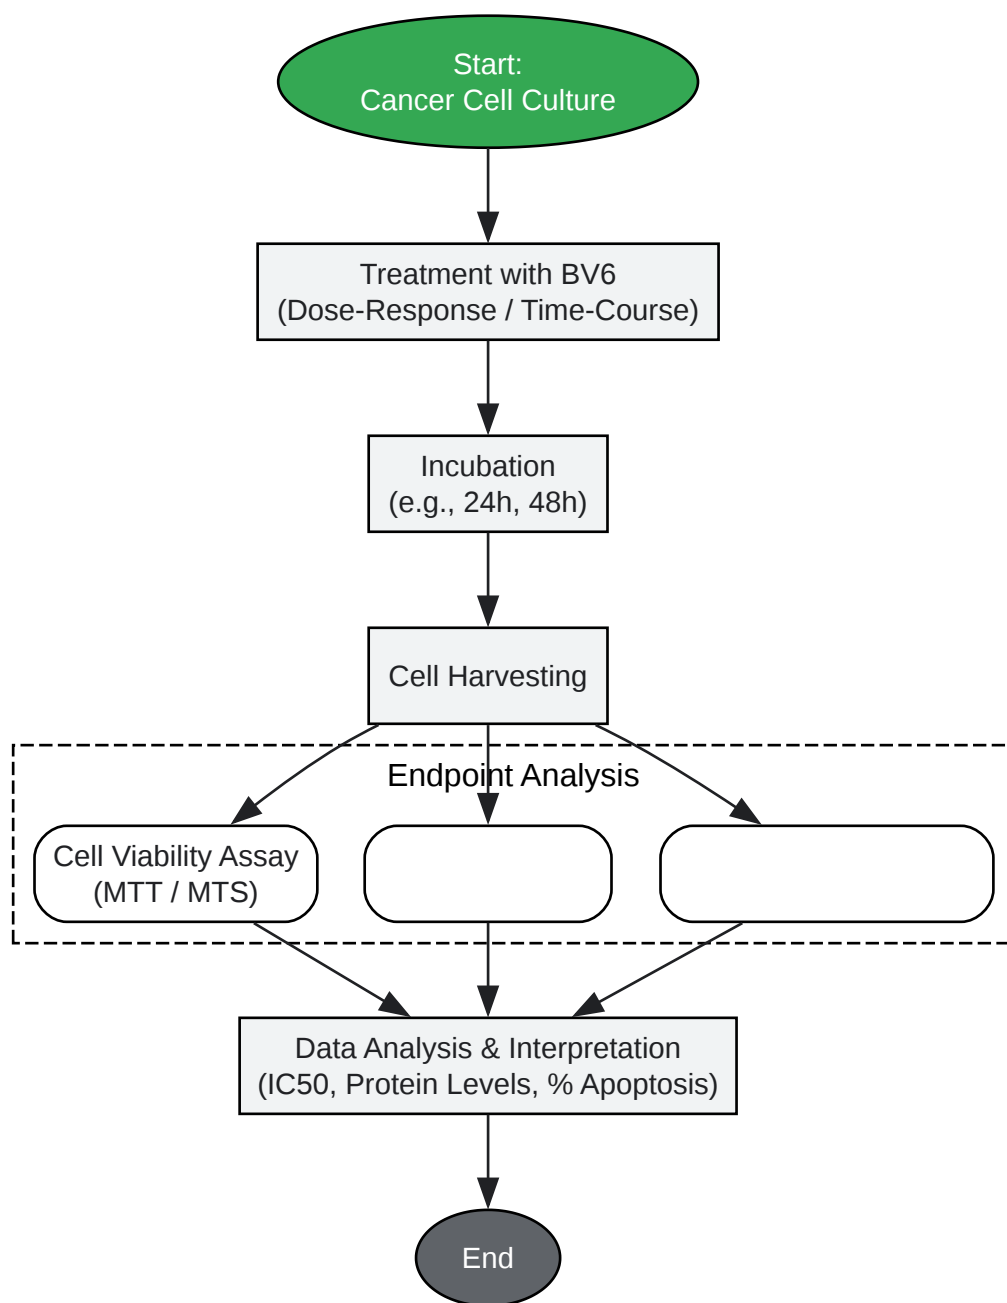 Start:
Cancer Cell Culture
Treatment with BV6
(Dose-Response / Time-Course)
Incubation
(e.g., 24h, 48h)
Cell Harvesting
Endpoint Analysis
Cell Viability Assay
(MTT / MTS)
Data Analysis & Interpretation
(IC50, Protein Levels, % Apoptosis)
End